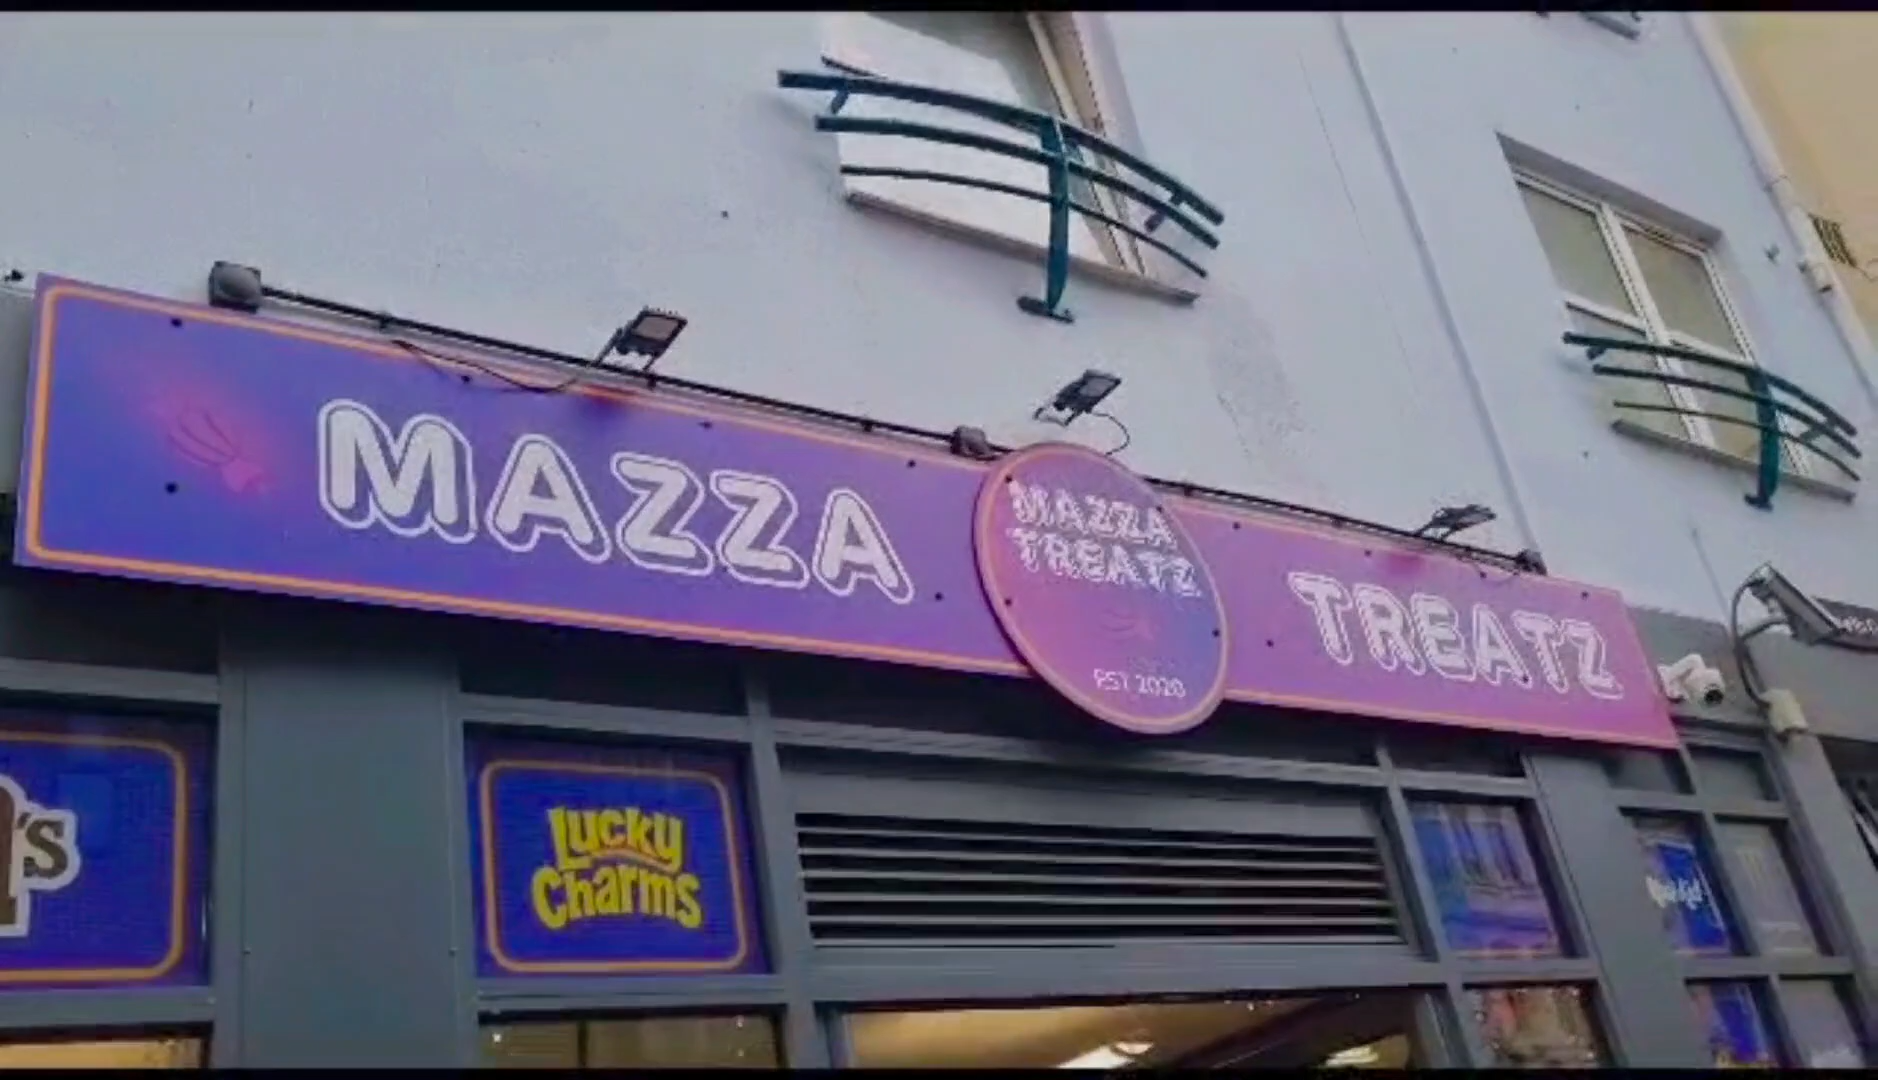 MAZZA
MAZZA
TREATZ
EST 2020
TREATZ
's
Lucky
Charms